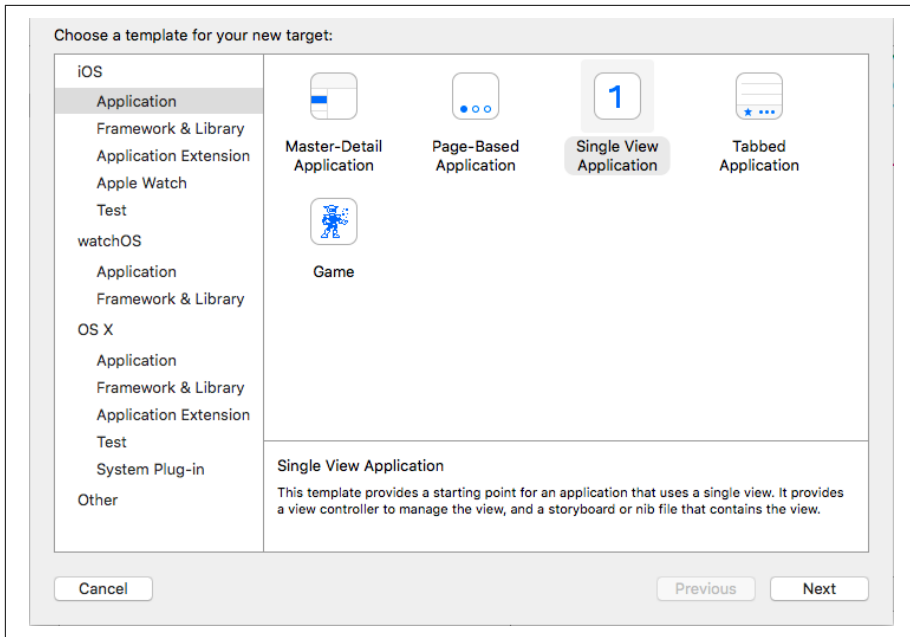 Choose a template for your new target:
iOS
Application
Framework & Library
Application Extension
Apple Watch
Test
watchOS
Application
Framework & Library
OS X
Application
Framework & Library
Application Extension
Test
System Plug-in
Other
Master-Detail
Application
Page-Based
Application
1
Single View
Application
Tabbed
Application
Game
Single View Application
This template provides a starting point for an application that uses a single view. It provides
a view controller to manage the view, and a storyboard or nib file that contains the view.
Cancel
Previous
Next